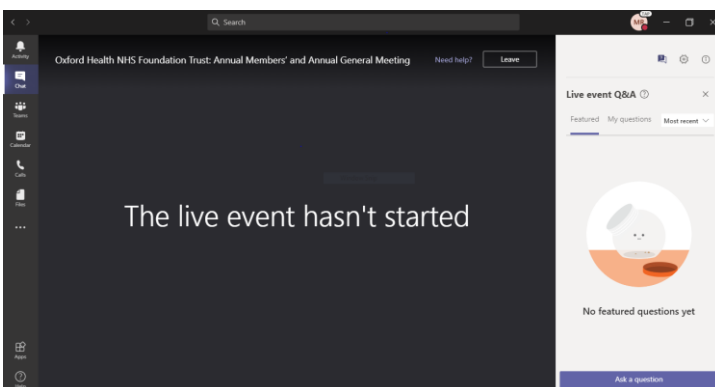 Search
MR
Activity
Chat
Teams
Calendar
Calls
Files
Apps
Help
Oxford Health NHS Foundation Trust: Annual Members' and Annual General Meeting
Need help?
Leave
The live event hasn't started
Live event Q&A
Featured
My questions
Most recent
No featured questions yet
Ask a question